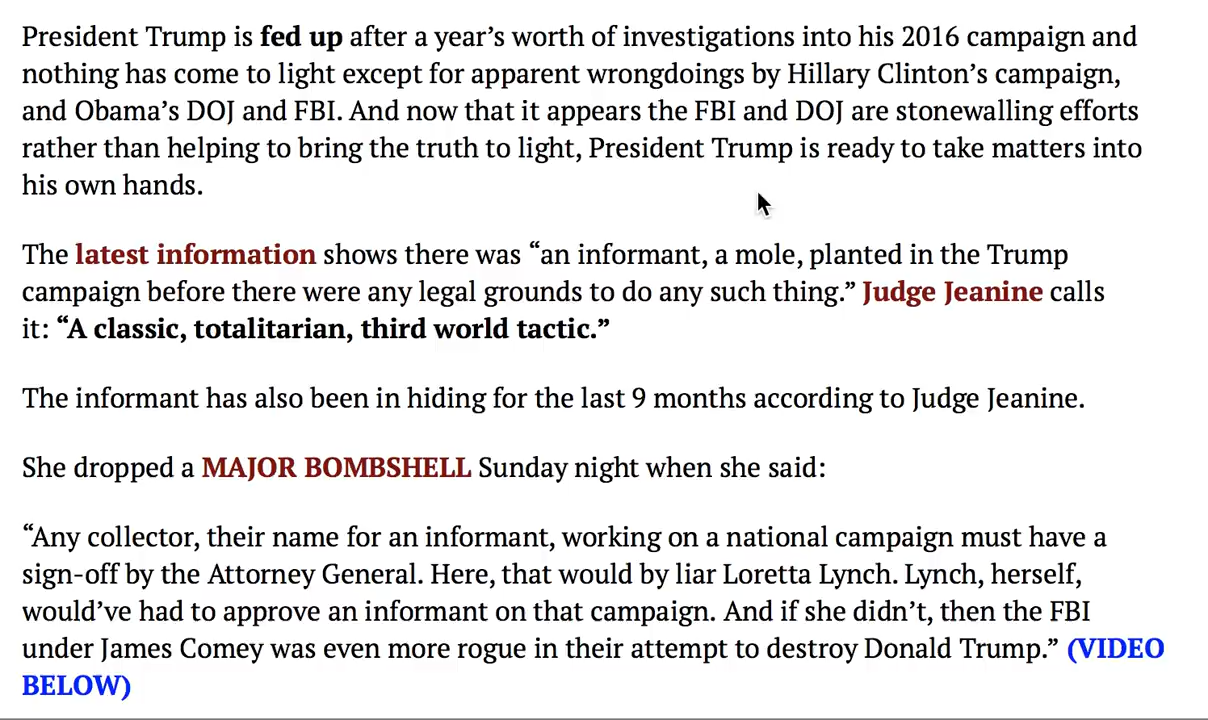 President Trump is fed up after a year’s worth of investigations into his 2016 campaign and
nothing has come to light except for apparent wrongdoings by Hillary Clinton’s campaign,
and Obama’s DOJ and FBI. And now that it appears the FBI and DOJ are stonewalling efforts
rather than helping to bring the truth to light, President Trump is ready to take matters into
his own hands.
The latest information shows there was “an informant, a mole, planted in the Trump
campaign before there were any legal grounds to do any such thing.” Judge Jeanine calls
it: “A classic, totalitarian, third world tactic.”
The informant has also been in hiding for the last 9 months according to Judge Jeanine.
She dropped a MAJOR BOMBSHELL Sunday night when she said:
“Any collector, their name for an informant, working on a national campaign must have a
sign-off by the Attorney General. Here, that would by liar Loretta Lynch. Lynch, herself,
would’ve had to approve an informant on that campaign. And if she didn’t, then the FBI
under James Comey was even more rogue in their attempt to destroy Donald Trump.” (VIDEO
BELOW)